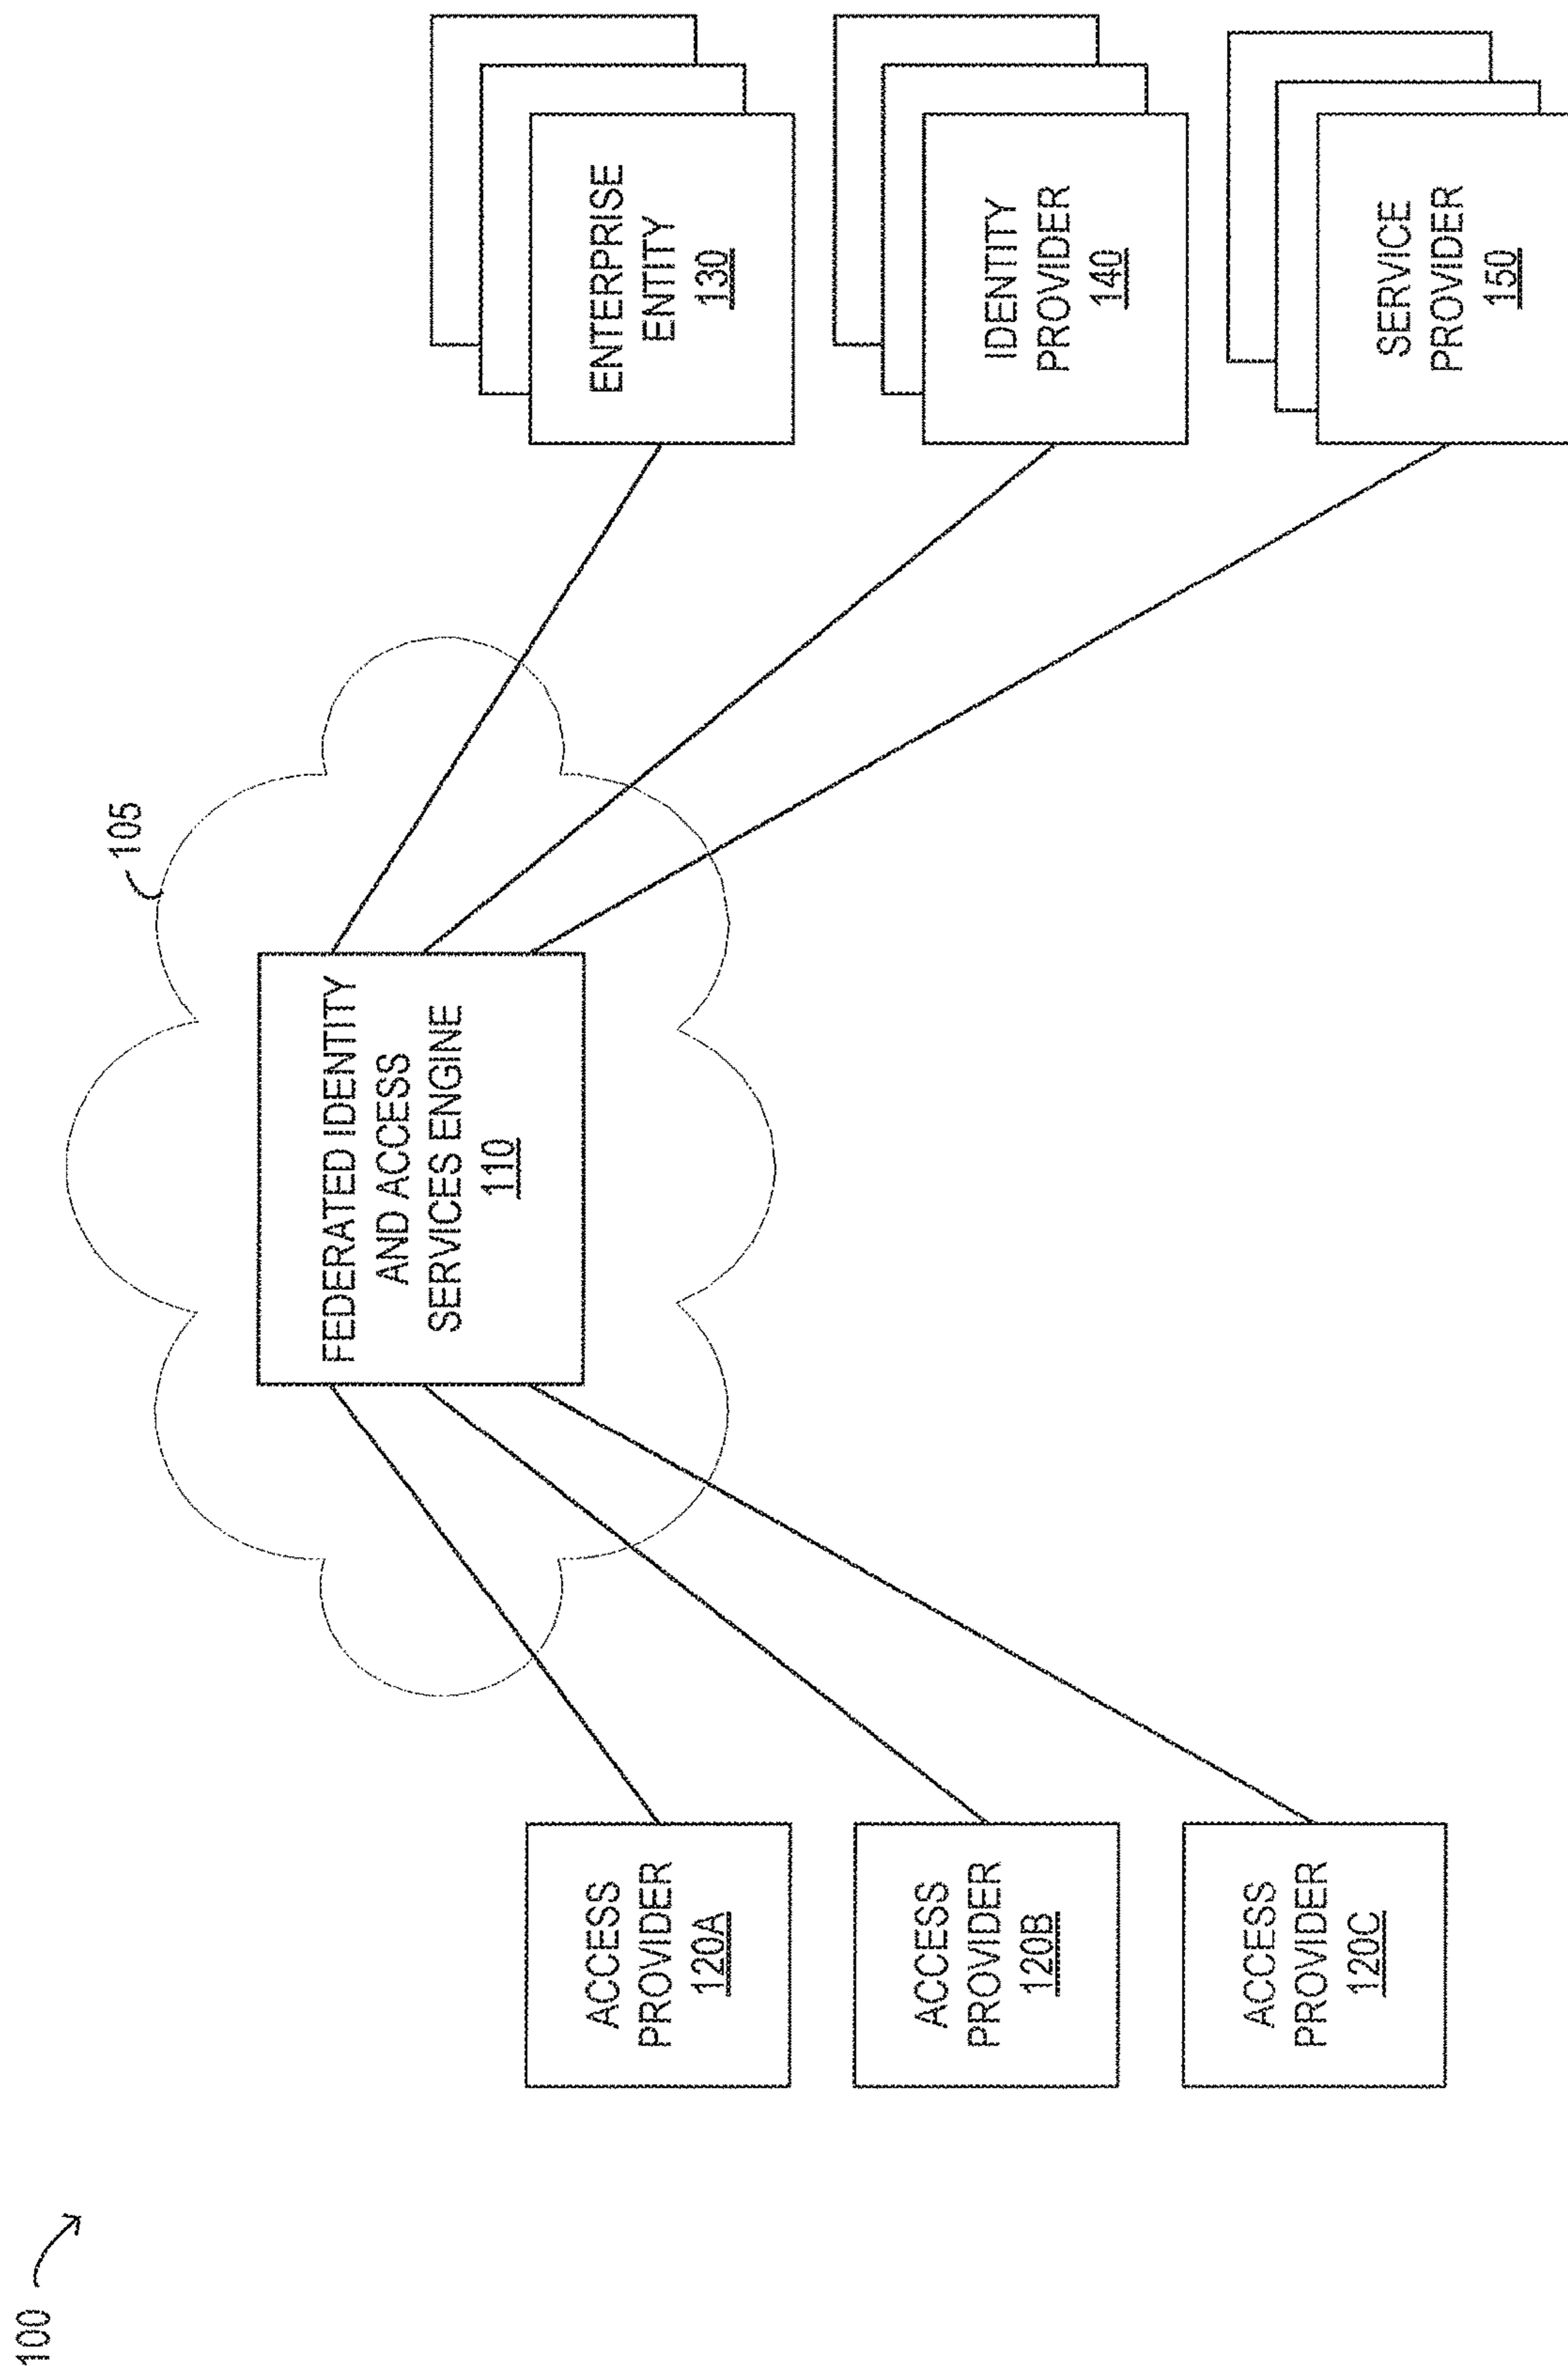 100
105
FEDERATED IDENTITY
AND ACCESS
SERVICES ENGINE
110
ACCESS
PROVIDER
120A
ACCESS
PROVIDER
120B
ACCESS
PROVIDER
120C
ENTERPRISE
ENTITY
130
IDENTITY
PROVIDER
140
SERVICE
PROVIDER
150